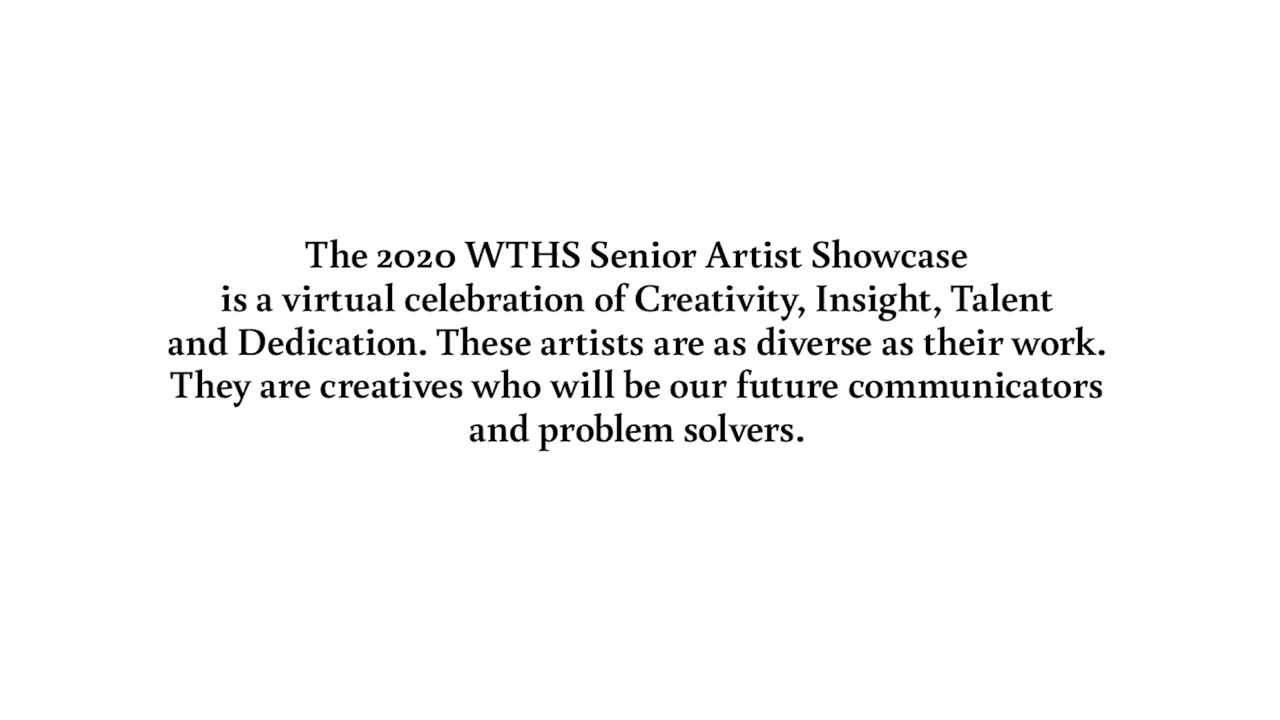 The 2020 WTHS Senior Artist Showcase
is a virtual celebration of Creativity, Insight, Talent
and Dedication. These artists are as diverse as their work.
They are creatives who will be our future communicators
and problem solvers.